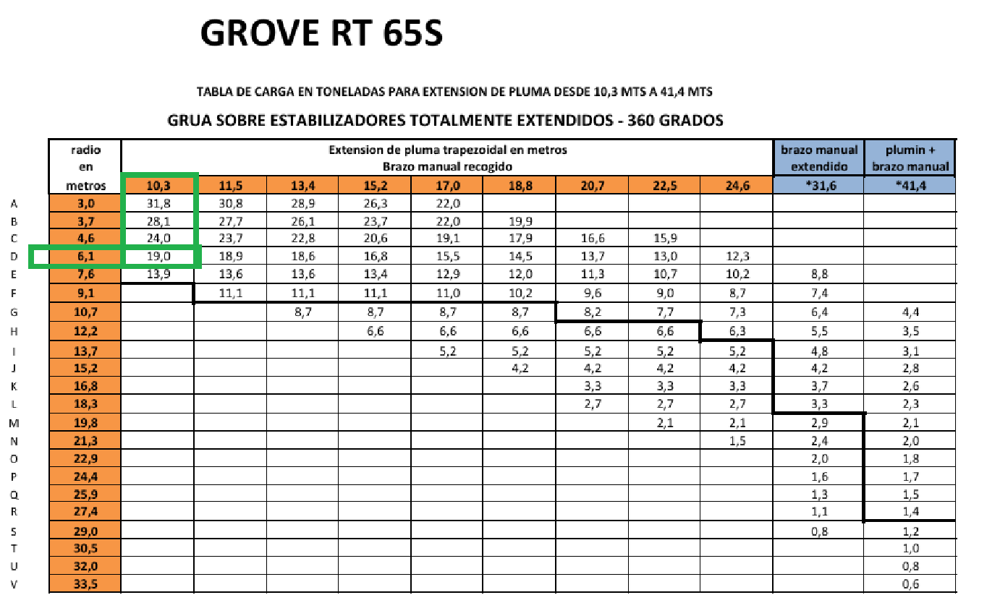 GROVE RT 65S
TABLA DE CARGA EN TONELADAS PARA EXTENSION DE PLUMA DESDE 10,3 MTS A 41,4 MTS
GRUA SOBRE ESTABILIZADORES TOTALMENTE EXTENDIDOS - 360 GRADOS
radio Extension de pluma trapezoidal en metros brazo manual plumin +
en Brazo manual recogido extendido brazo manual
metros 10,3 11,5 13,4 15,2 17,0 18,8 20,7 22,5 24,6 *31,6 *41,4
A 3,0 31,8 30,8 28,9 26,3 22,0
B 3,7 28,1 27,7 26,1 23,7 22,0 19,9
C 4,6 24,0 23,7 22,8 20,6 19,1 17,9 16,6 15,9
D 6,1 19,0 18,9 18,6 16,8 15,5 14,5 13,7 13,0 12,3
E 7,6 13,9 13,6 13,6 13,4 12,9 12,0 11,3 10,7 10,2 8,8
F 9,1 11,1 11,1 11,1 11,0 10,2 9,6 9,0 8,7 7,4
G 10,7 8,7 8,7 8,7 8,7 8,2 7,7 7,3 6,4 4,4
H 12,2 6,6 6,6 6,6 6,6 6,6 6,3 5,5 3,5
I 13,7 5,2 5,2 5,2 5,2 5,2 4,8 3,1
J 15,2 4,2 4,2 4,2 4,2 4,2 2,8
K 16,8 3,3 3,3 3,3 3,7 2,6
L 18,3 2,7 2,7 2,7 3,3 2,3
M 19,8 2,1 2,1 2,9 2,1
N 21,3 1,5 2,4 2,0
O 22,9 2,0 1,8
P 24,4 1,6 1,7
Q 25,9 1,3 1,5
R 27,4 1,1 1,4
S 29,0 0,8 1,2
T 30,5 1,0
U 32,0 0,8
V 33,5 0,6